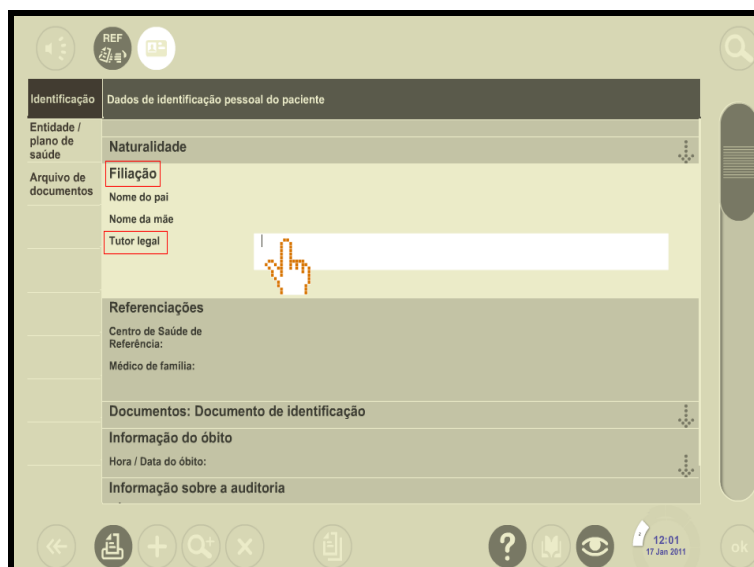 REF
Identificação
Dados de identificação pessoal do paciente
Entidade /
plano de
saúde
Naturalidade
Arquivo de
documentos
Filiação
Nome do pai
Nome da mãe
Tutor legal
Referenciações
Centro de Saúde de
Referência:
Médico de família:
Documentos: Documento de identificação
Informação do óbito
Hora / Data do óbito:
Informação sobre a auditoria
?
12:01
17 Jan 2011
ok